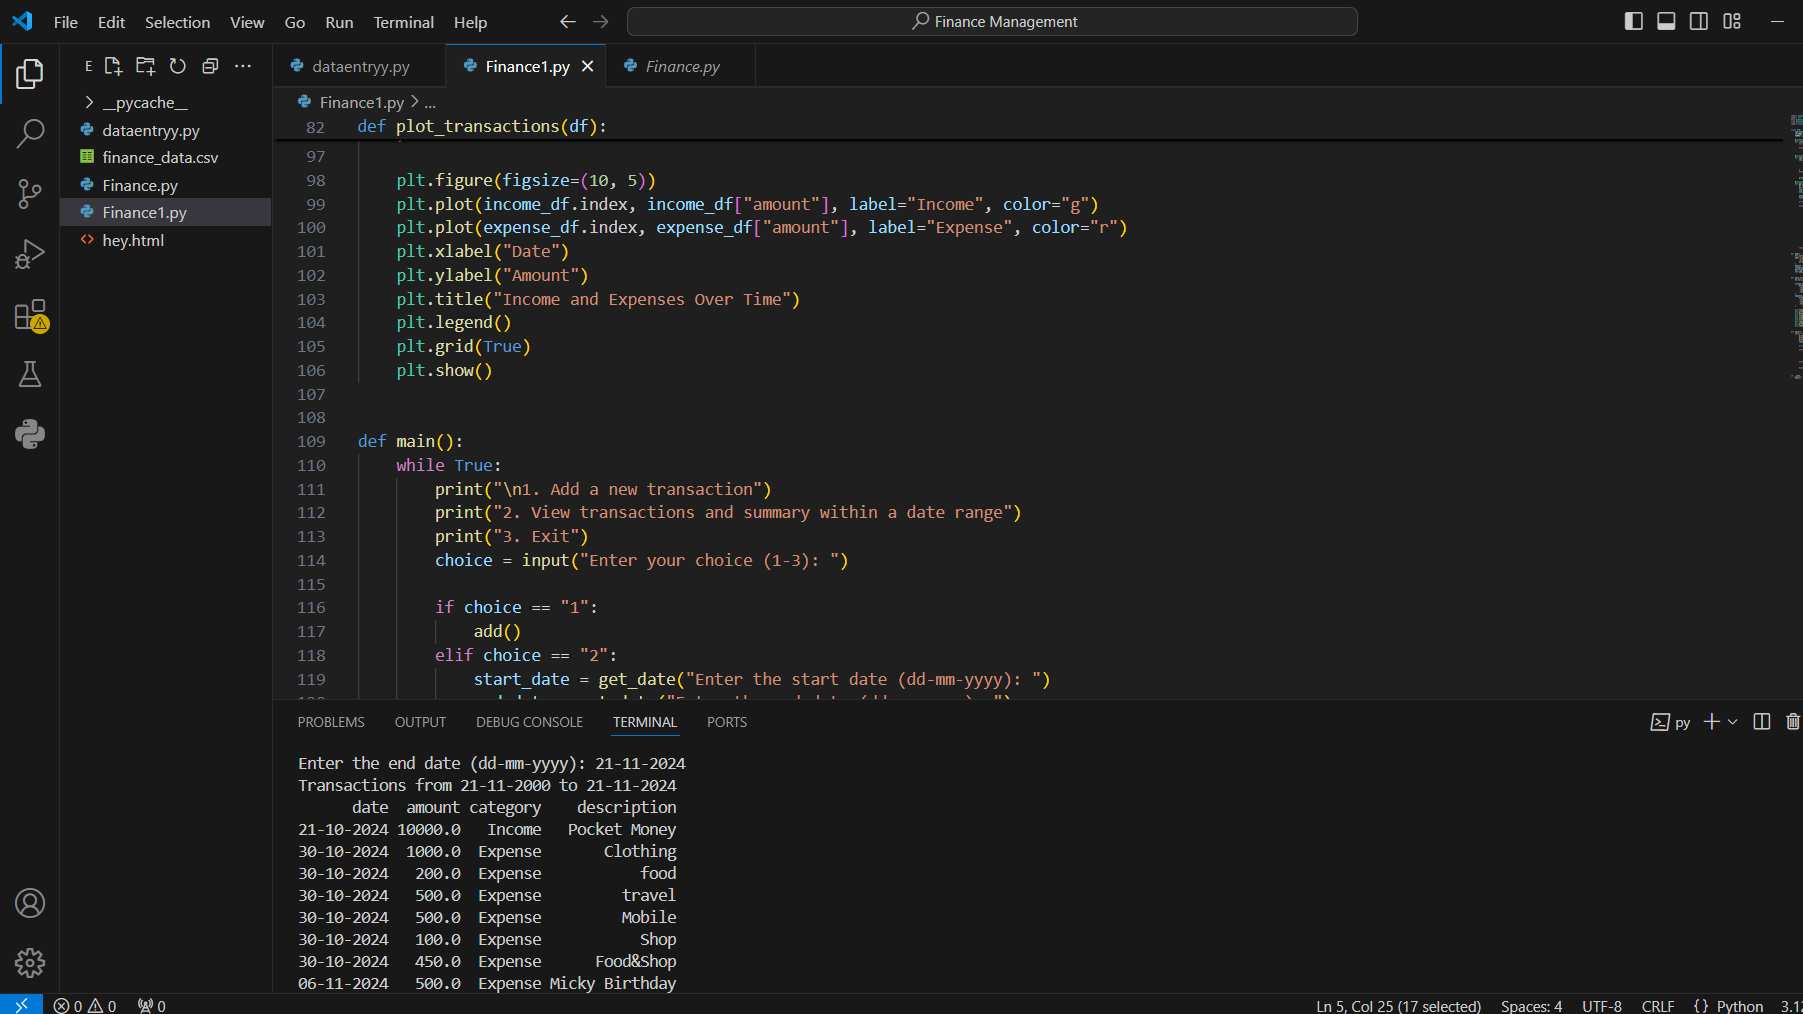 File Edit Selection View Go Run Terminal Help
Finance Management
E
dataentryy.py
Finance1.py
Finance.py
__pycache__
dataentryy.py
finance_data.csv
Finance.py
Finance1.py
hey.html
Finance1.py > ...
82 def plot_transactions(df):
97
98 plt.figure(figsize=(10, 5))
99 plt.plot(income_df.index, income_df["amount"], label="Income", color="g")
100 plt.plot(expense_df.index, expense_df["amount"], label="Expense", color="r")
101 plt.xlabel("Date")
102 plt.ylabel("Amount")
103 plt.title("Income and Expenses Over Time")
104 plt.legend()
105 plt.grid(True)
106 plt.show()
107
108
109 def main():
110 while True:
111 print("\n1. Add a new transaction")
112 print("2. View transactions and summary within a date range")
113 print("3. Exit")
114 choice = input("Enter your choice (1-3): ")
115
116 if choice == "1":
117 add()
118 elif choice == "2":
119 start_date = get_date("Enter the start date (dd-mm-yyyy): ")
PROBLEMS OUTPUT DEBUG CONSOLE TERMINAL PORTS
py
Enter the end date (dd-mm-yyyy): 21-11-2024
Transactions from 21-11-2000 to 21-11-2024
date amount category description
21-10-2024 10000.0 Income Pocket Money
30-10-2024 1000.0 Expense Clothing
30-10-2024 200.0 Expense food
30-10-2024 500.0 Expense travel
30-10-2024 500.0 Expense Mobile
30-10-2024 100.0 Expense Shop
30-10-2024 450.0 Expense Food&Shop
06-11-2024 500.0 Expense Micky Birthday
0 0 0
Ln 5, Col 25 (17 selected) Spaces: 4 UTF-8 CRLF {} Python 3.12